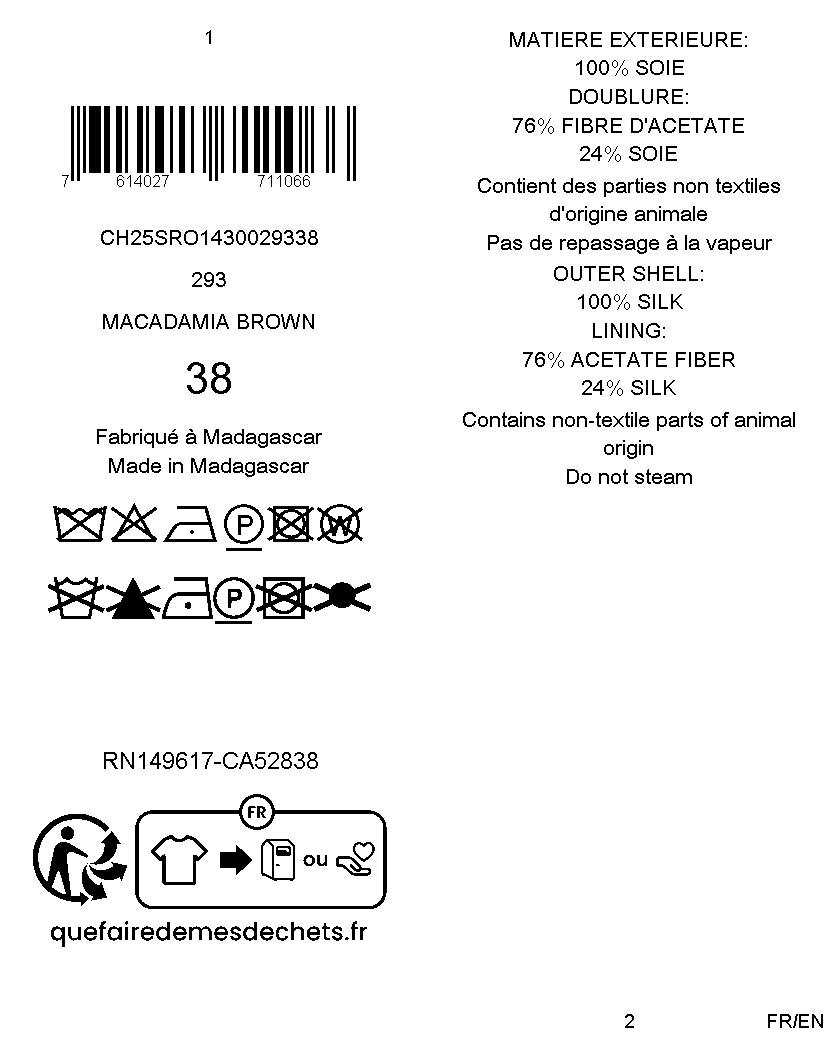 1
7 614027 711066
CH25SRO1430029338
293
MACADAMIA BROWN
38
Fabriqué à Madagascar
Made in Madagascar
P W
P
RN149617-CA52838
FR
ou
quefairedemesdechets.fr
MATIERE EXTERIEURE:
100% SOIE
DOUBLURE:
76% FIBRE D'ACETATE
24% SOIE
Contient des parties non textiles
d'origine animale
Pas de repassage à la vapeur
OUTER SHELL:
100% SILK
LINING:
76% ACETATE FIBER
24% SILK
Contains non-textile parts of animal
origin
Do not steam
2
FR/EN